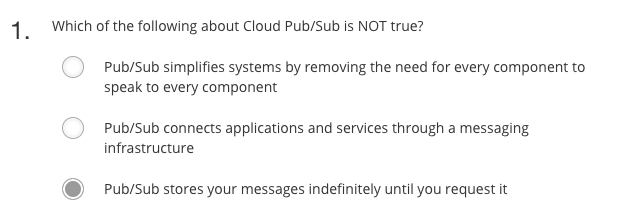 1. Which of the following about Cloud Pub/Sub is NOT true?
Pub/Sub simplifies systems by removing the need for every component to
speak to every component
Pub/Sub connects applications and services through a messaging
infrastructure
Pub/Sub stores your messages indefinitely until you request it